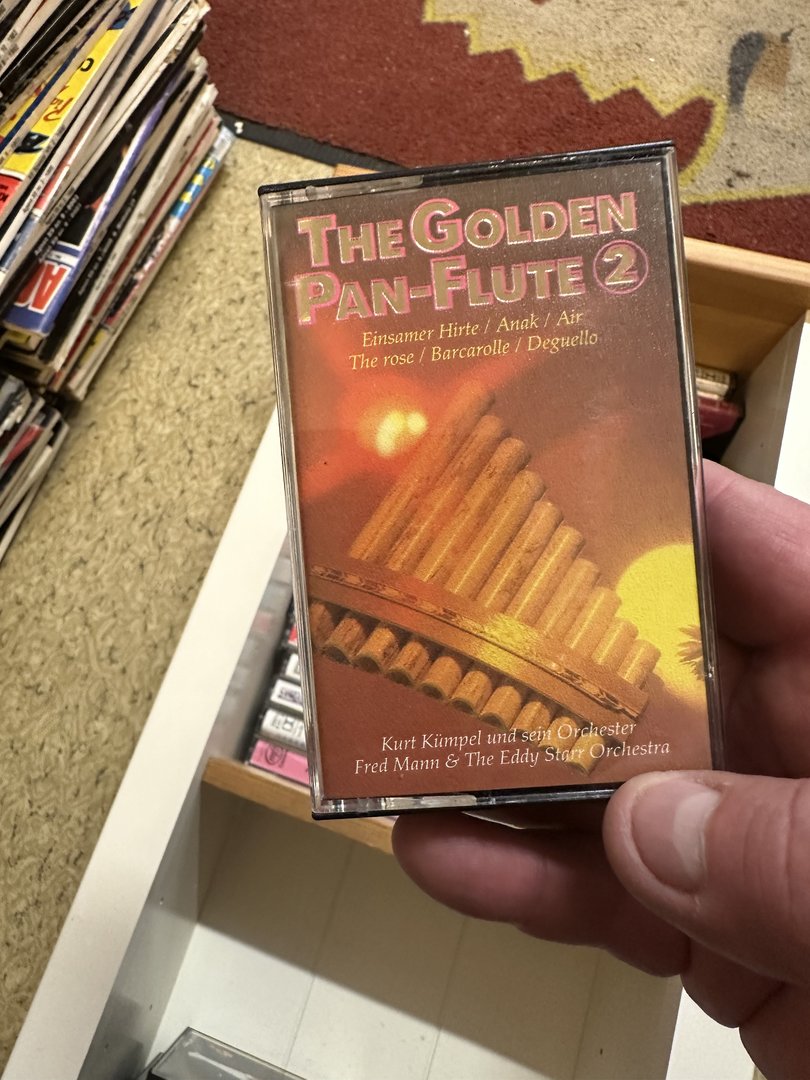 THE GOLDEN
PAN-FLUTE 2
Einsamer Hirte / Anak / Air
The rose / Barcarolle / Deguello
Kurt Kümpel und sein Orchester
Fred Mann & The Eddy Starr Orchestra